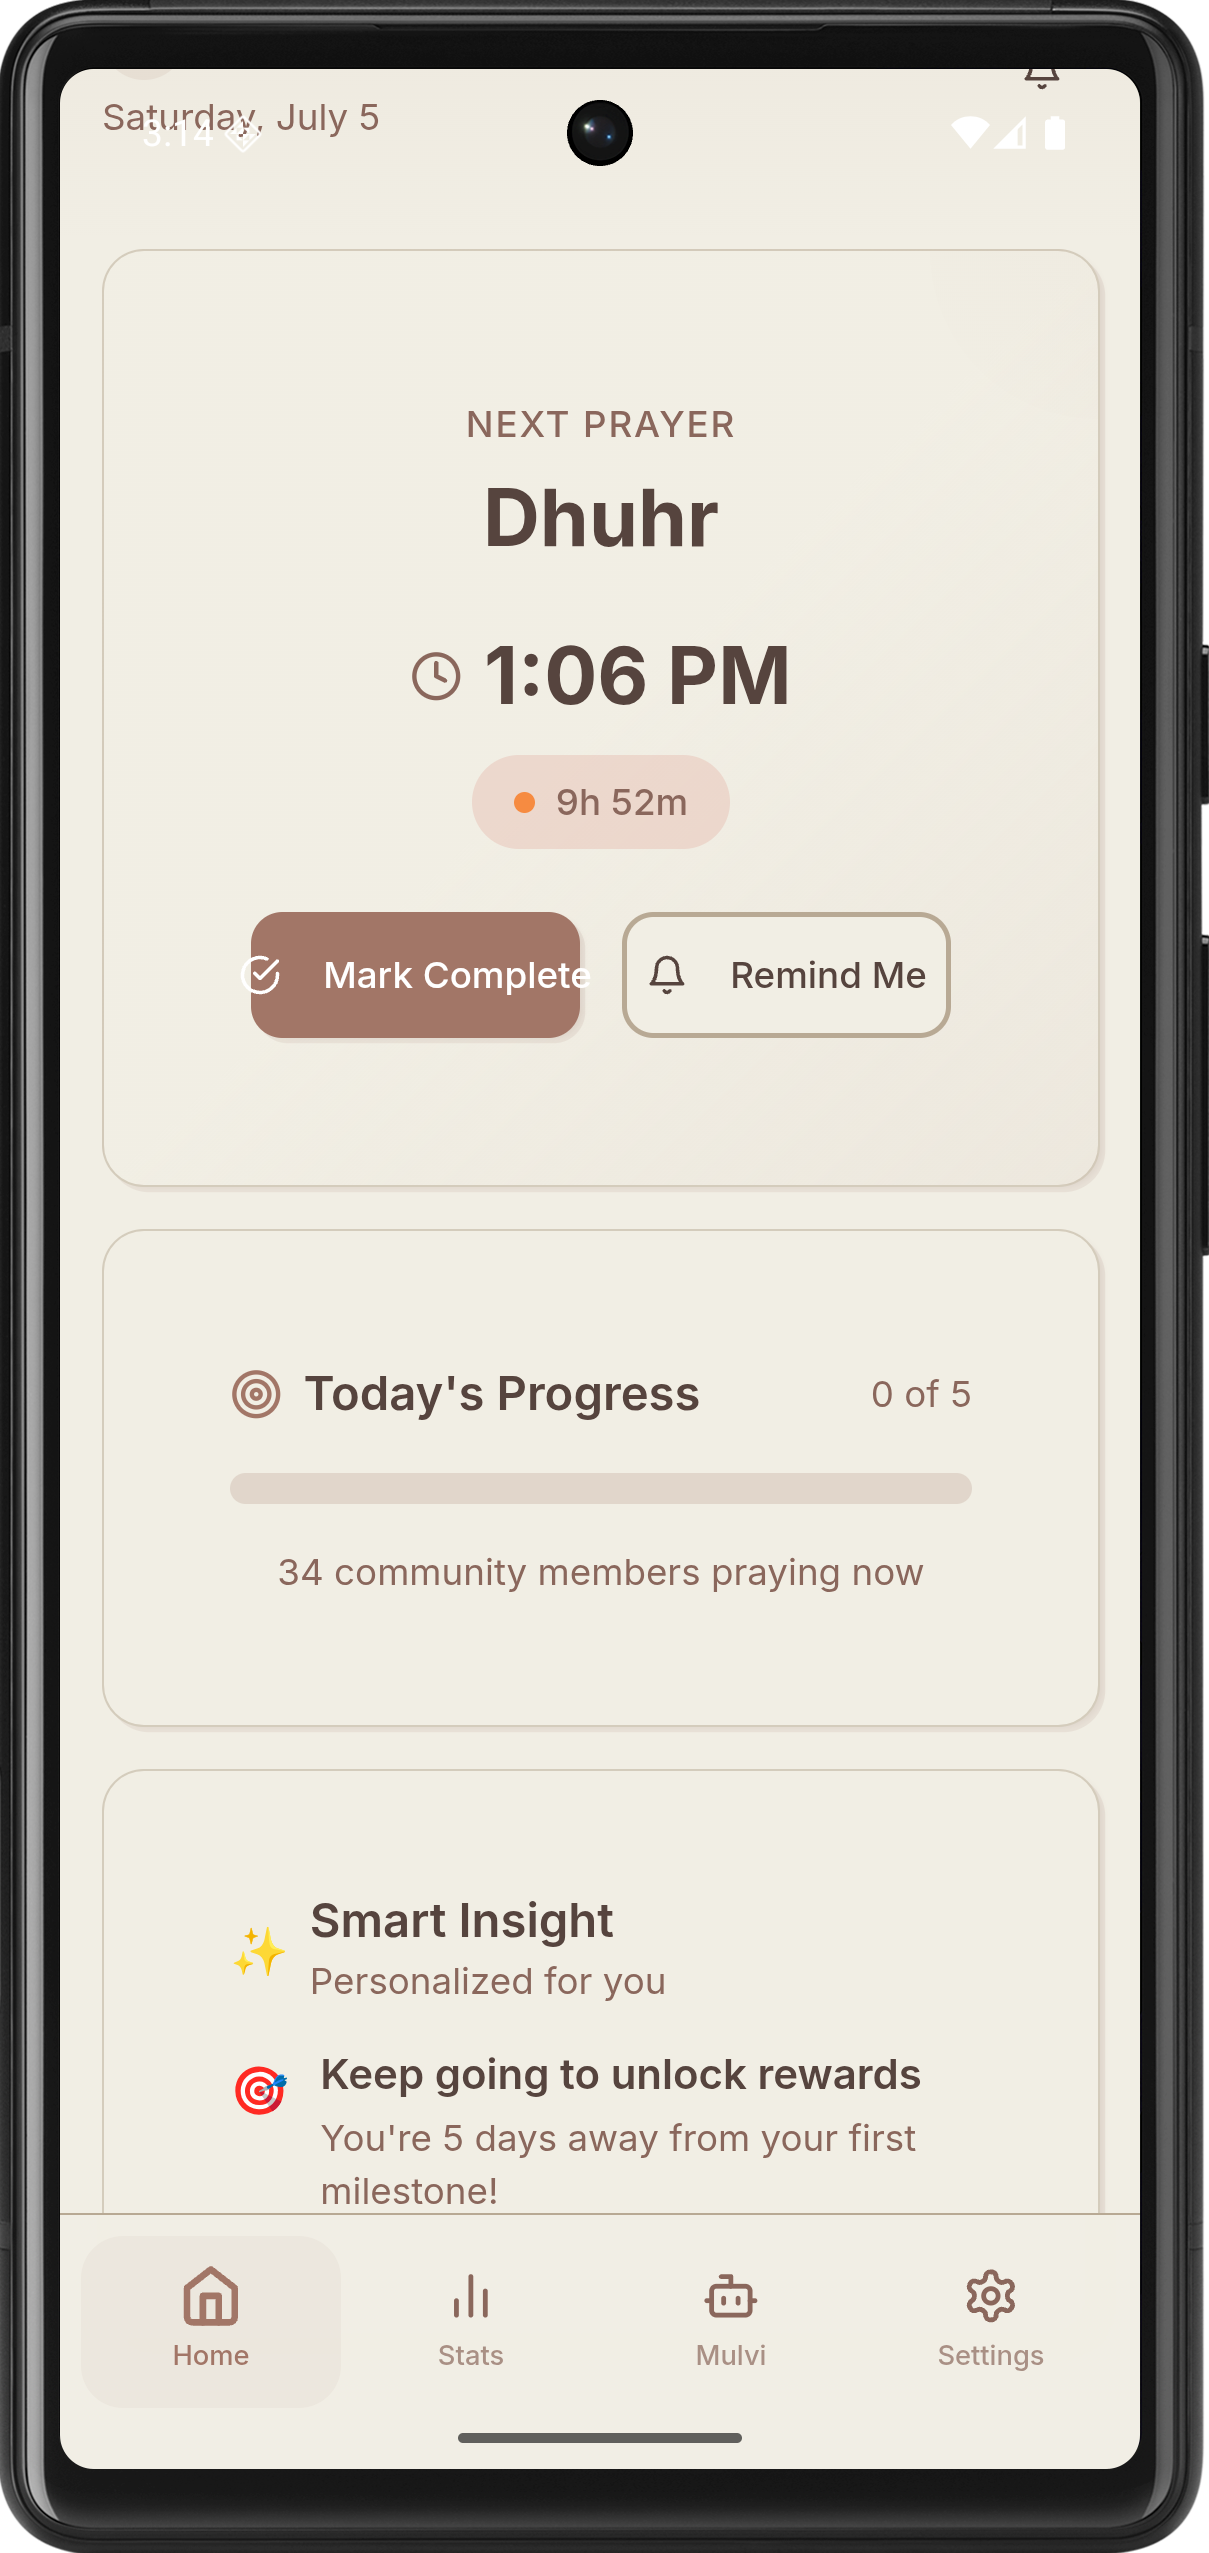 Saturday, July 5
3:14
NEXT PRAYER
Dhuhr
1:06 PM
9h 52m
Mark Complete
Remind Me
Today's Progress
0 of 5
34 community members praying now
Smart Insight
Personalized for you
Keep going to unlock rewards
You're 5 days away from your first
milestone!
Home
Stats
Mulvi
Settings